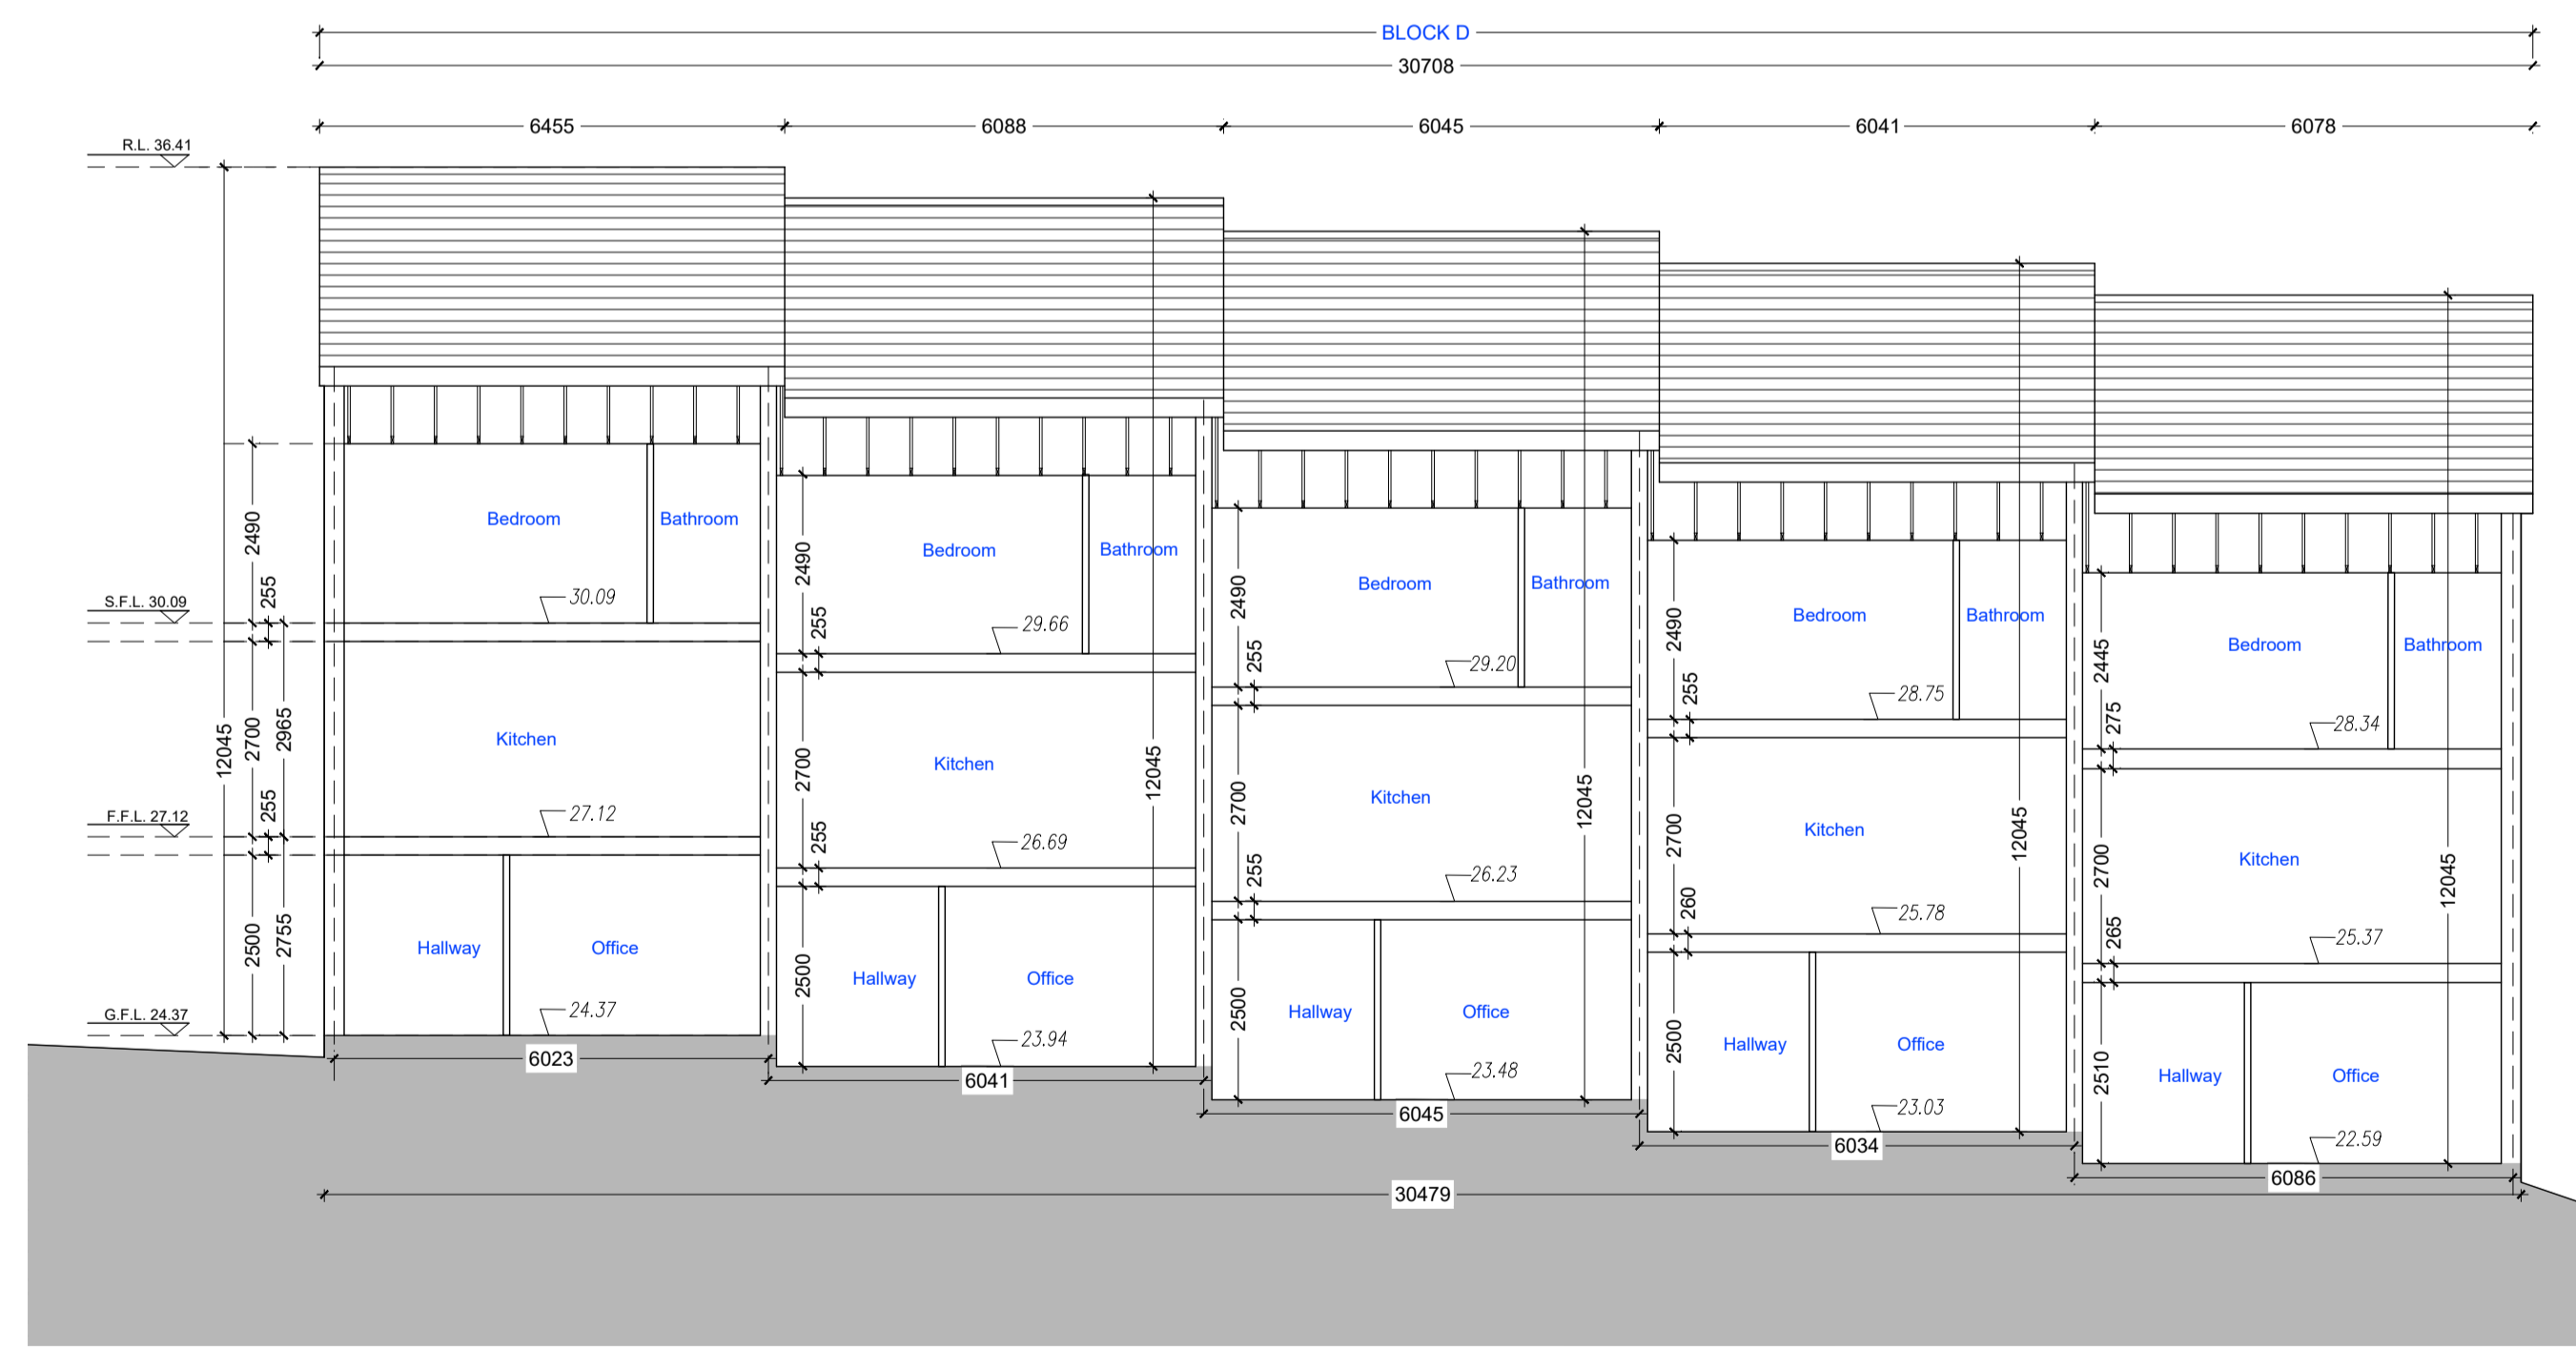 BLOCK D
30708
6455 6088 6045 6041 6078
R.L. 36.41
2490 255 S.F.L. 30.09
12045 2700 2965
F.F.L. 27.12 255
2500 2755
G.F.L. 24.37
Bedroom Bathroom
30.09
Kitchen
27.12
Hallway Office
24.37
6023
2490 Bedroom Bathroom
255 29.66
2700 Kitchen 12045
255 26.69
2500 Hallway Office
23.94
6041
2490 Bedroom Bathroom
255 29.20
2700 Kitchen 12045
255 26.23
2500 Hallway Office
23.48
6045
2490 Bedroom Bathroom
255 28.75
2700 Kitchen 12045
260 25.78
2500 Hallway Office
23.03
6034
2445 Bedroom Bathroom
275 28.34
2700 Kitchen 12045
265 25.37
2510 Hallway Office
22.59
6086
30479